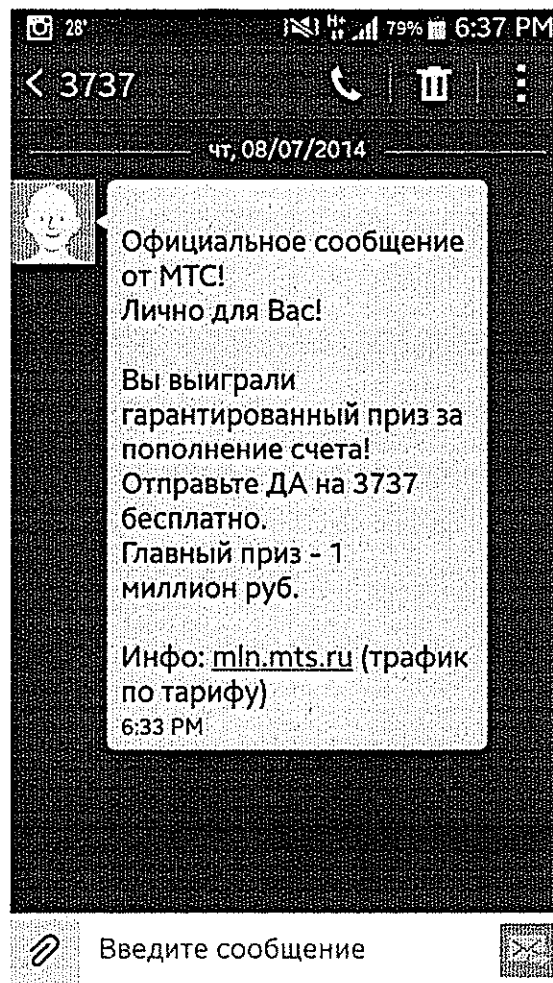 28° 79% 6:37 PM
< 3737
чт, 08/07/2014
Официальное сообщение
от МТС!
Лично для Вас!
Вы выиграли
гарантированный приз за
пополнение счета!
Отправьте ДА на 3737
бесплатно.
Главный приз - 1
миллион руб.
Инфо: mln.mts.ru (трафик
по тарифу)
6:33 PM
Введите сообщение